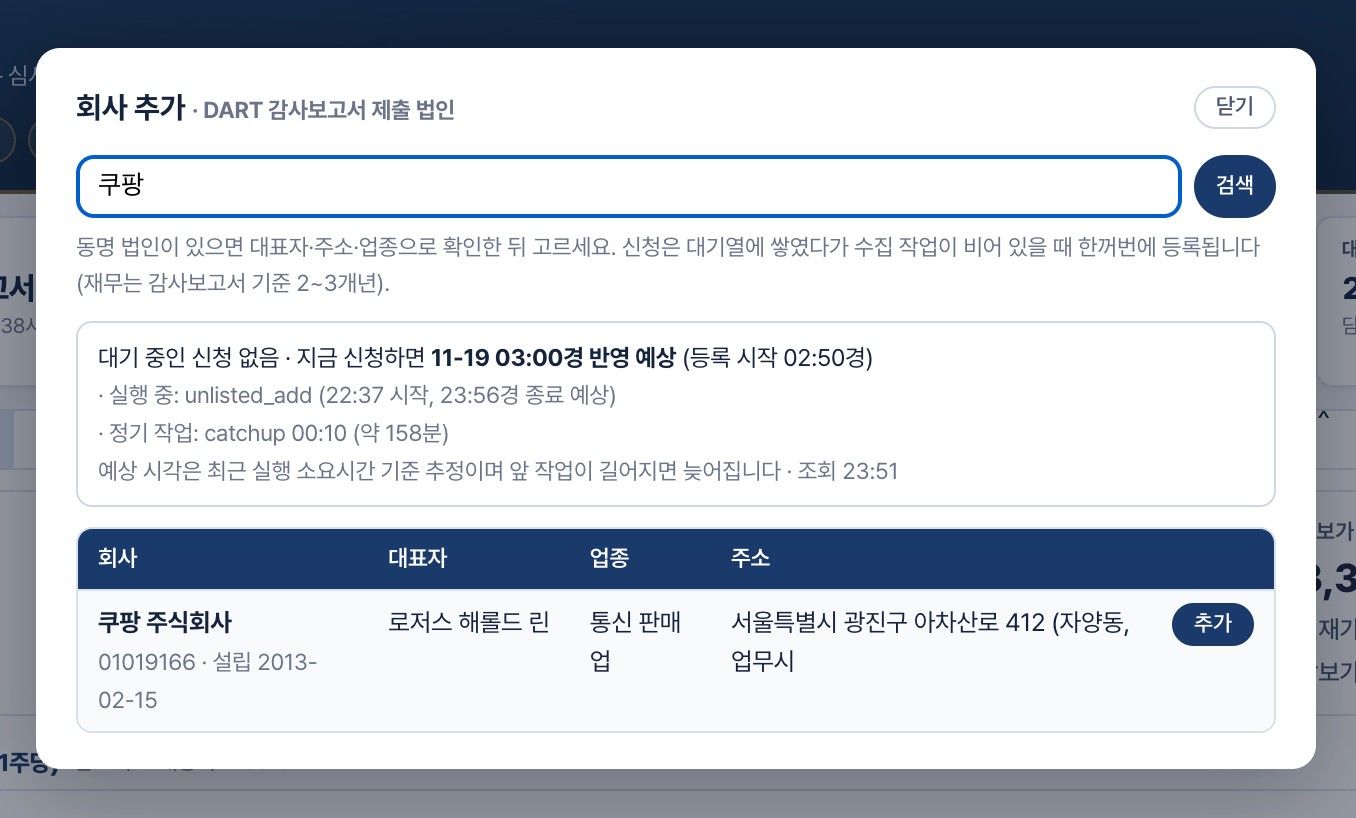 회사 추가 · DART 감사보고서 제출 법인
닫기
쿠팡
검색
동명 법인이 있으면 대표자·주소·업종으로 확인한 뒤 고르세요. 신청은 대기열에 쌓였다가 수집 작업이 비어 있을 때 한꺼번에 등록됩니다
(재무는 감사보고서 기준 2~3개년).
대기 중인 신청 없음 · 지금 신청하면 11-19 03:00경 반영 예상 (등록 시작 02:50경)
· 실행 중: unlisted_add (22:37 시작, 23:56경 종료 예상)
· 정기 작업: catchup 00:10 (약 158분)
예상 시각은 최근 실행 소요시간 기준 추정이며 앞 작업이 길어지면 늦어집니다 · 조회 23:51
회사 대표자 업종 주소
쿠팡 주식회사 로저스 해롤드 린 통신 판매 서울특별시 광진구 아차산로 412 (자양동, 추가
01019166 · 설립 2013- 업 업무시
02-15